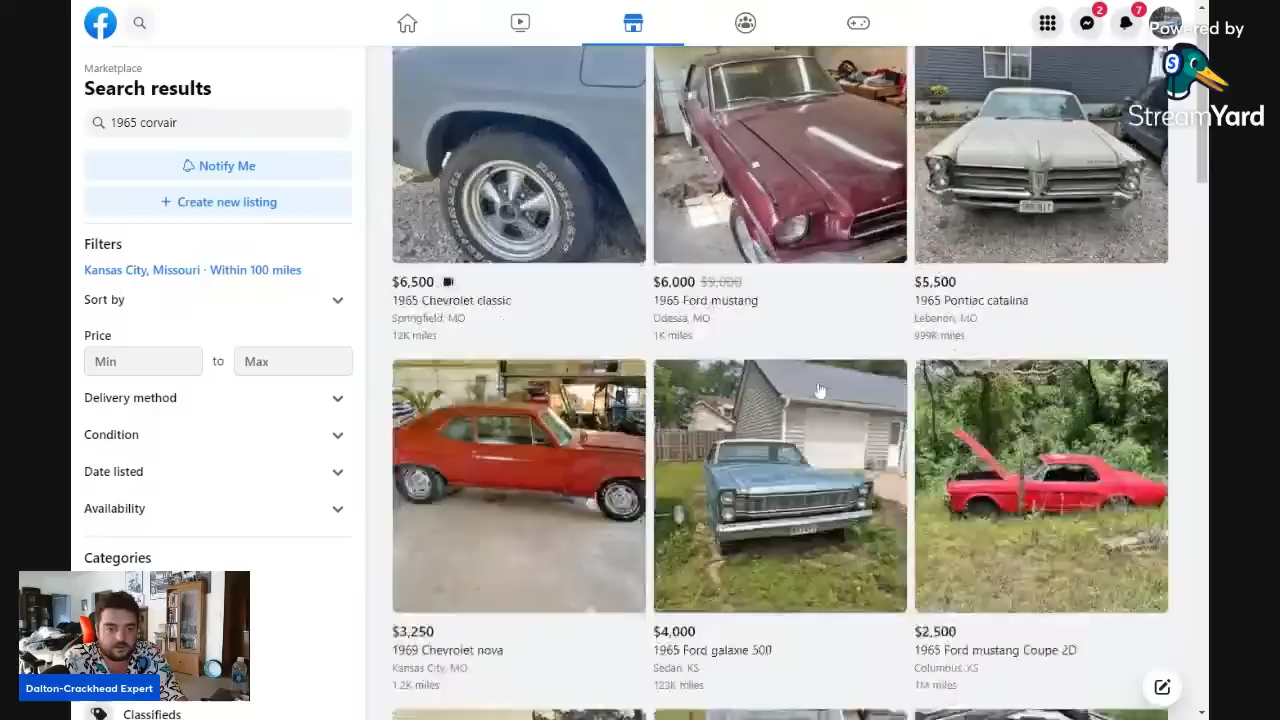 2
7
Powered by
StreamYard
Marketplace
Search results
1965 corvair
Notify Me
Create new listing
Filters
Kansas City, Missouri · Within 100 miles
Sort by
Price
Min
to
Max
Delivery method
Condition
Date listed
Availability
Categories
Classifieds
$6,500
1965 Chevrolet classic
Springfield, MO
12K miles
$6,000 $9,000
1965 Ford mustang
Odessa, MO
1K miles
$5,500
1965 Pontiac catalina
Lebanon, MO
999K miles
$3,250
1969 Chevrolet nova
Kansas City, MO
1.2K miles
$4,000
1965 Ford galaxie 500
Sedan, KS
123K miles
$2,500
1965 Ford mustang Coupe 2D
Columbus, KS
1M miles
Dalton-Crackhead Expert